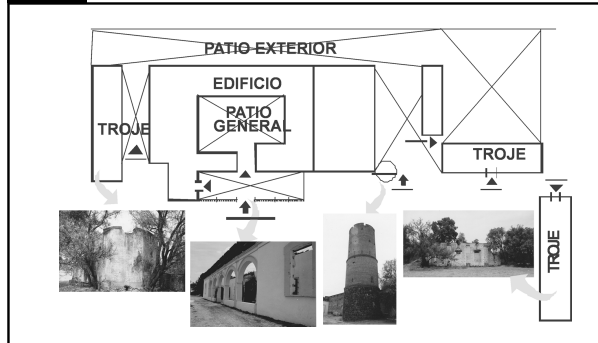 PATIO EXTERIOR
EDIFICIO
PATIO
GENERAL
TROJE
TROJE
TROJE